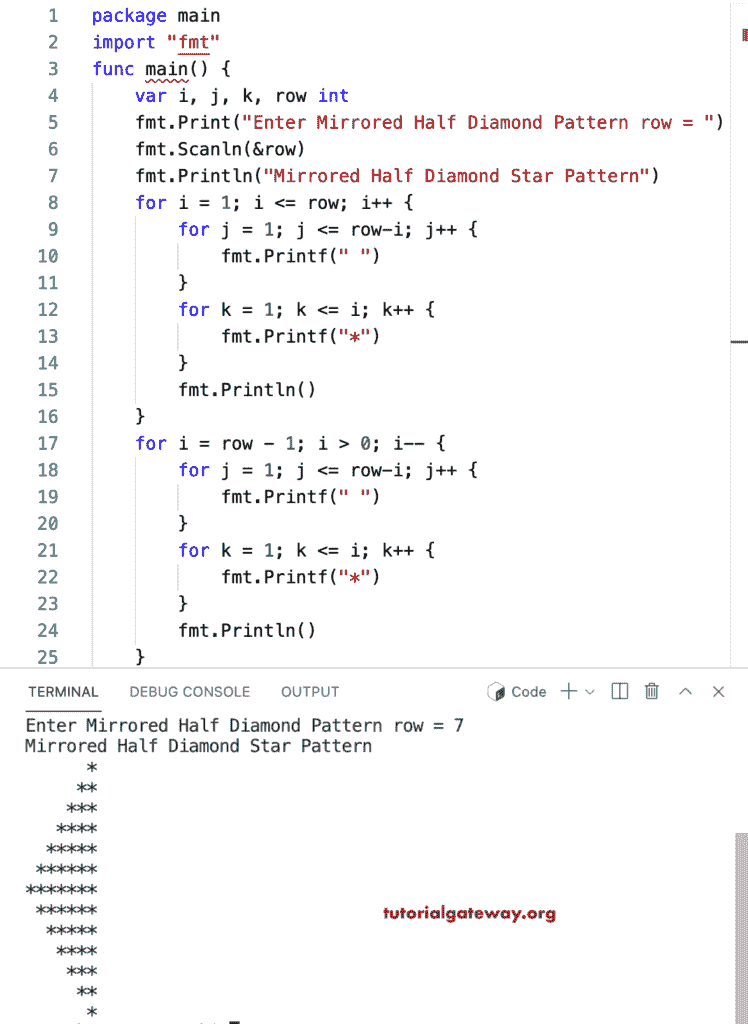 1 package main
2 import "fmt"
3 func main() {
4 var i, j, k, row int
5 fmt.Print("Enter Mirrored Half Diamond Pattern row = ")
6 fmt.Scanln(&row)
7 fmt.Println("Mirrored Half Diamond Star Pattern")
8 for i = 1; i <= row; i++ {
9 for j = 1; j <= row-i; j++ {
10 fmt.Printf(" ")
11 }
12 for k = 1; k <= i; k++ {
13 fmt.Printf("*")
14 }
15 fmt.Println()
16 }
17 for i = row - 1; i > 0; i-- {
18 for j = 1; j <= row-i; j++ {
19 fmt.Printf(" ")
20 }
21 for k = 1; k <= i; k++ {
22 fmt.Printf("*")
23 }
24 fmt.Println()
25 }
TERMINAL DEBUG CONSOLE OUTPUT Code
Enter Mirrored Half Diamond Pattern row = 7
Mirrored Half Diamond Star Pattern
      *
     **
    ***
   ****
  *****
 ******
*******
 ******
  *****
   ****
    ***
     **
      *
tutorialgateway.org